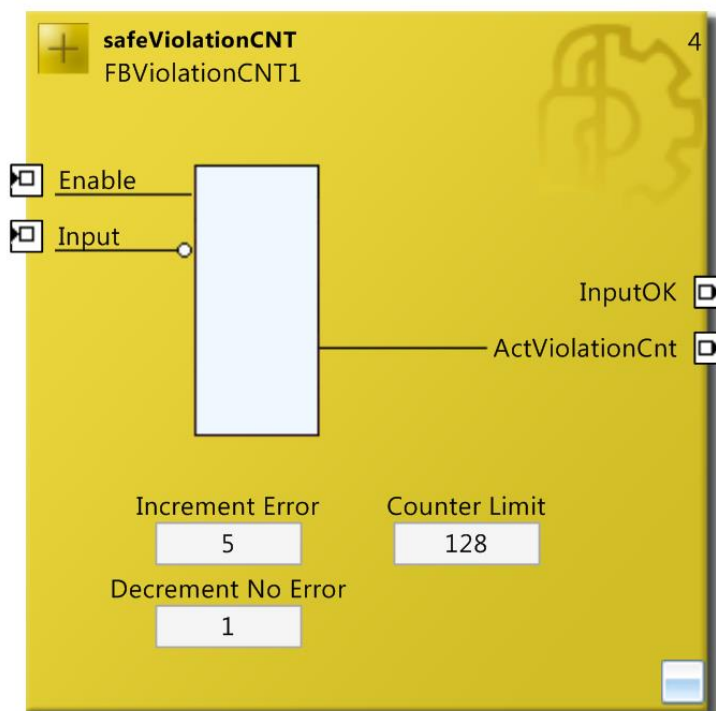 safeViolationCNT
4
FBViolationCNT1
Enable
Input
InputOK
ActViolationCnt
Increment Error
Counter Limit
5
128
Decrement No Error
1